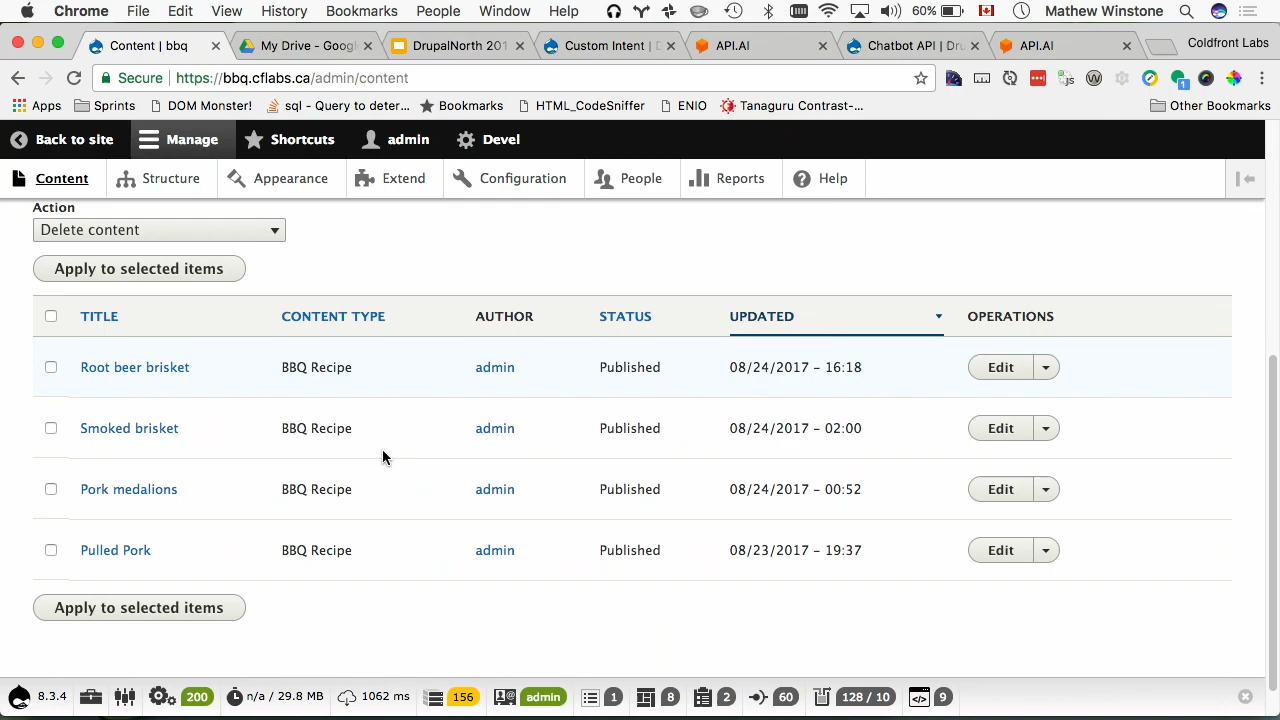 Chrome File Edit View History Bookmarks People Window Help 60% Mathew Winstone
Content | bbq My Drive - Googl DrupalNorth 201 Custom Intent | D API.AI Chatbot API | Dru API.AI Coldfront Labs
Secure https://bbq.cflabs.ca/admin/content
Apps Sprints DOM Monster! sql - Query to deter... Bookmarks HTML_CodeSniffer ENIO Tanaguru Contrast-... Other Bookmarks
Back to site Manage Shortcuts admin Devel
Content Structure Appearance Extend Configuration People Reports Help
Action
Delete content
Apply to selected items
TITLE CONTENT TYPE AUTHOR STATUS UPDATED OPERATIONS
Root beer brisket BBQ Recipe admin Published 08/24/2017 - 16:18 Edit
Smoked brisket BBQ Recipe admin Published 08/24/2017 - 02:00 Edit
Pork medalions BBQ Recipe admin Published 08/24/2017 - 00:52 Edit
Pulled Pork BBQ Recipe admin Published 08/23/2017 - 19:37 Edit
Apply to selected items
8.3.4 200 n/a / 29.8 MB 1062 ms 156 admin 1 8 2 60 128 / 10 9